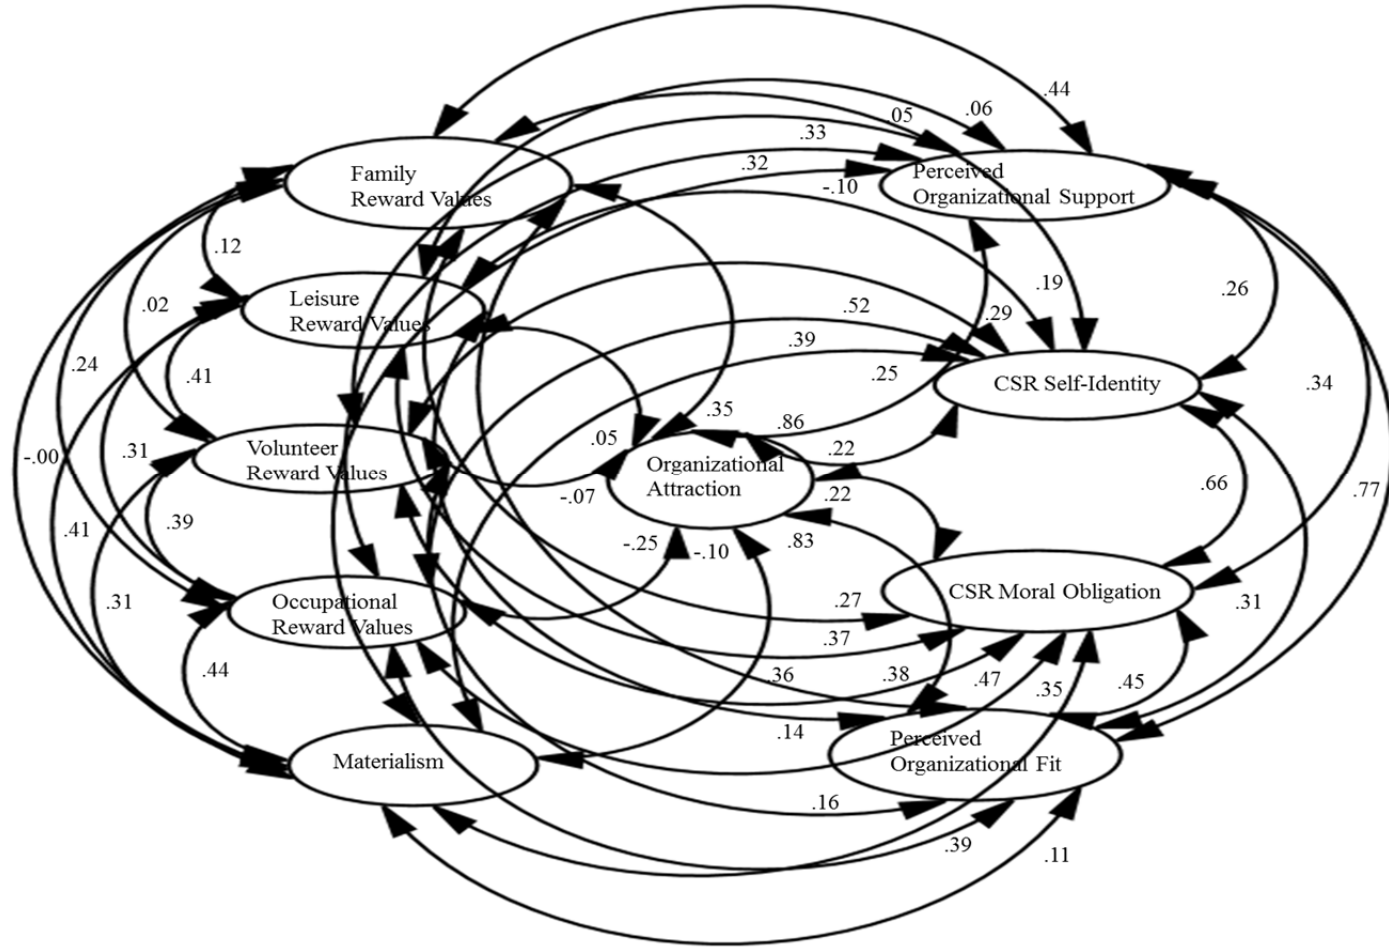 .44
.06
.05
.33
.32
-.10
Family
Reward Values
Perceived
Organizational Support
.12
.19
.26
Leisure
Reward Values
.02
.52
.29
.39
.24
.41
.25
.34
CSR Self-Identity
.35
.86
.05
.22
Volunteer
Reward Values
.31
-.00
Organizational
Attraction
-.07
.22
.66
.77
.41
.39
-.25
-.10
.83
Occupational
Reward Values
.31
CSR Moral Obligation
.27
.31
.37
.44
.36
.38
.47
.35
.45
.14
Materialism
Perceived
Organizational Fit
.16
.39
.11